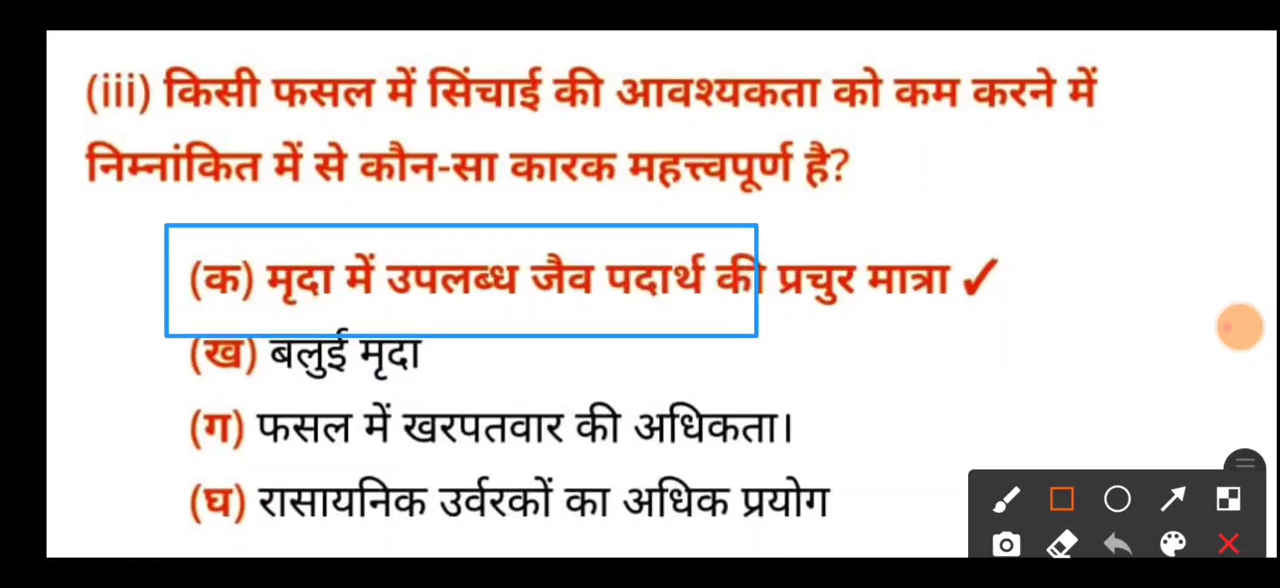 (iii) किसी फसल में सिंचाई की आवश्यकता को कम करने में
निम्नांकित में से कौन-सा कारक महत्त्वपूर्ण है?
(क) मृदा में उपलब्ध जैव पदार्थ की प्रचुर मात्रा ✓
(ख) बलुई मृदा
(ग) फसल में खरपतवार की अधिकता।
(घ) रासायनिक उर्वरकों का अधिक प्रयोग